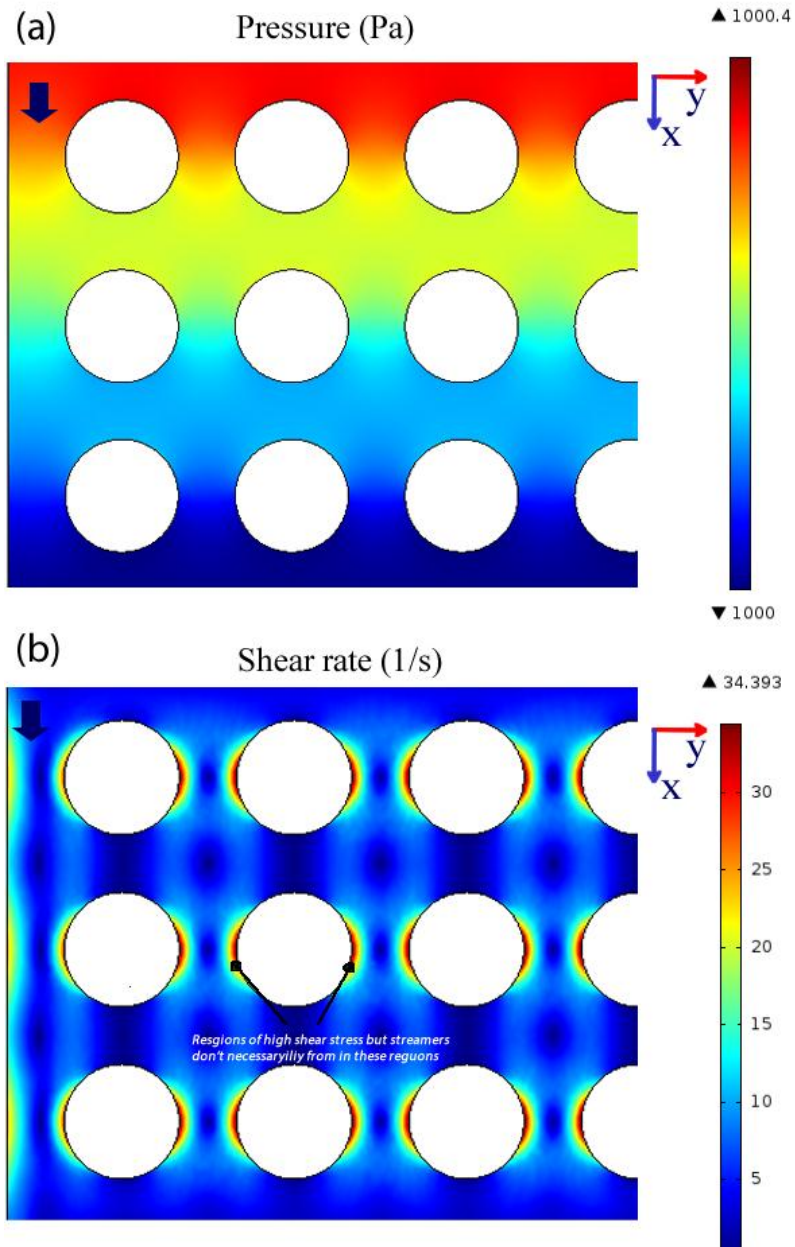 (a)
Pressure (Pa)
▲ 1000.4
y
x
▼ 1000
(b)
Shear rate (1/s)
▲ 34.393
y
x
30
25
20
15
10
5
Resgions of high shear stress but streamers
don't necessaryiliy from in these reguons